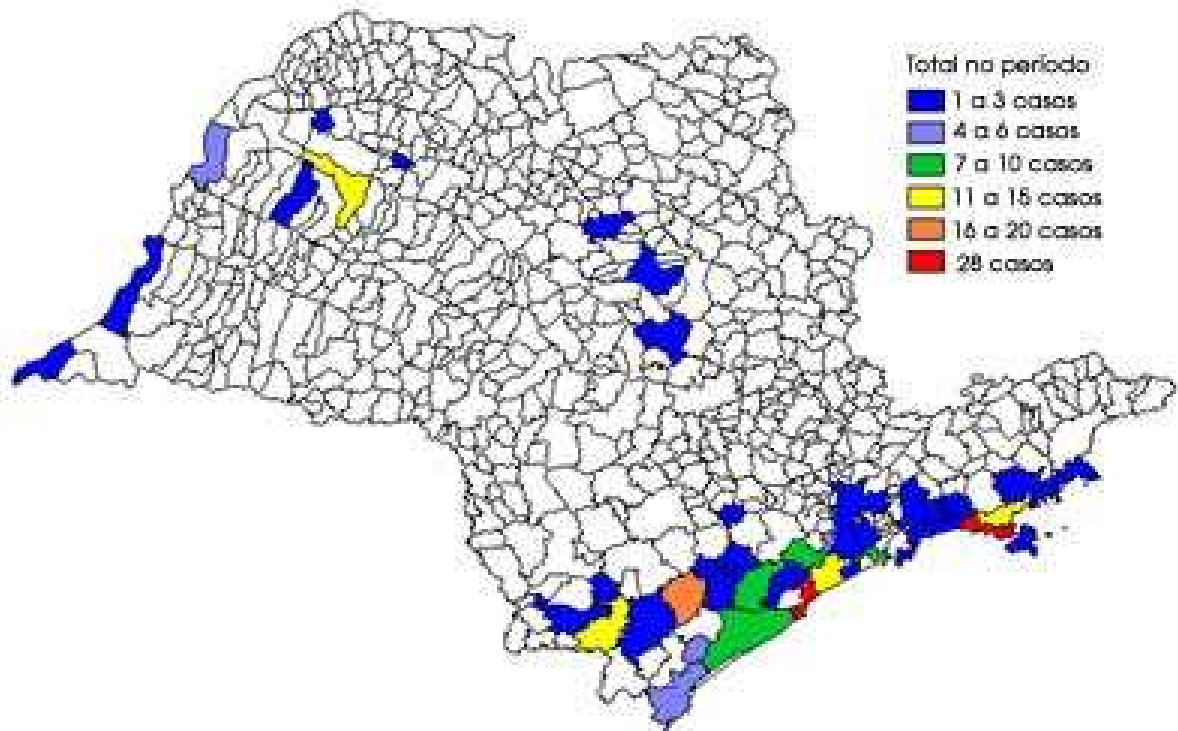 Total no período
1 a 3 casos
4 a 6 casos
7 a 10 casos
11 a 15 casos
16 a 20 casos
28 casos